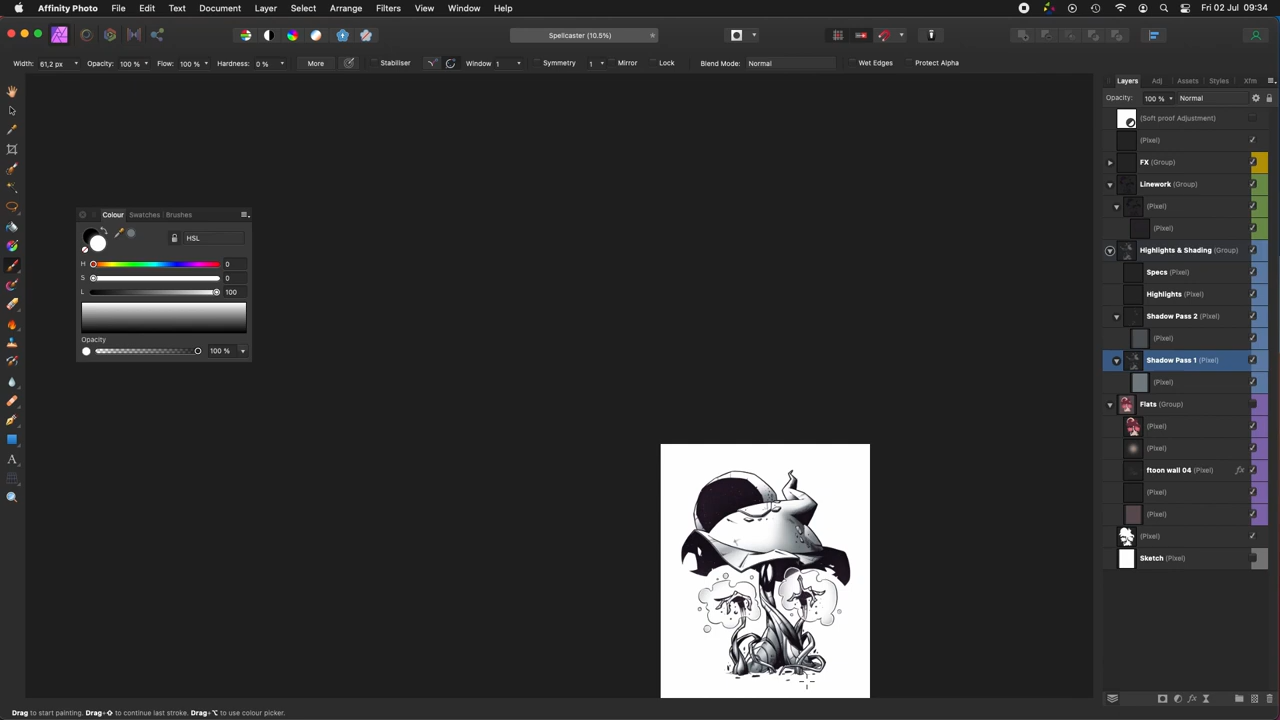 Affinity Photo File Edit Text Document Layer Select Arrange Filters View Window Help Fri 02 Jul 09:34
Spellcaster (10.5%)
Width: 61,2 px Opacity: 100 % Flow: 100 % Hardness: 0 % More Stabiliser Window 1 Symmetry 1 Mirror Lock Blend Mode: Normal Wet Edges Protect Alpha
Layers Adj Assets Styles Xfm
Opacity: 100 % Normal
(Soft proof Adjustment)
(Pixel)
FX (Group)
Linework (Group)
(Pixel)
(Pixel)
Highlights & Shading (Group)
Specs (Pixel)
Highlights (Pixel)
Shadow Pass 2 (Pixel)
(Pixel)
Shadow Pass 1 (Pixel)
(Pixel)
Flats (Group)
(Pixel)
(Pixel)
ftoon wall 04 (Pixel) fx
(Pixel)
(Pixel)
(Pixel)
Sketch (Pixel)
Colour Swatches Brushes
HSL
H 0
S 0
L 100
Opacity
100 %
A
fx
Drag to start painting. Drag+⇧ to continue last stroke. Drag+⌥ to use colour picker.